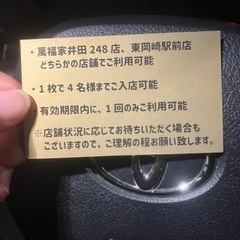 ・萬福家井田248店、東岡崎駅前店
どちらかの店舗でご利用可能
・1枚で4名様までご入店可能
有効期限内に、1回のみご利用可能
※店舗状況に応じてお待ちいただく場合も
ございますので、ご理解の程お願い致します。